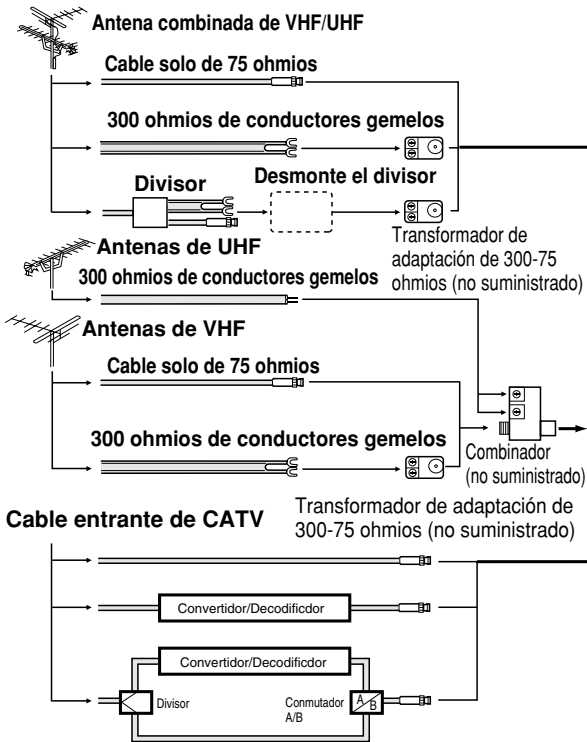 Antena combinada de VHF/UHF
Cable solo de 75 ohmios
300 ohmios de conductores gemelos
Divisor
Desmonte el divisor
Transformador de
adaptación de 300-75
ohmios (no suministrado)
Antenas de UHF
300 ohmios de conductores gemelos
Antenas de VHF
Cable solo de 75 ohmios
300 ohmios de conductores gemelos
Combinador
(no suministrado)
Cable entrante de CATV
Transformador de adaptación de
300-75 ohmios (no suministrado)
Convertidor/Decodificdor
Convertidor/Decodificdor
Divisor
Conmutador
A/B
A
B